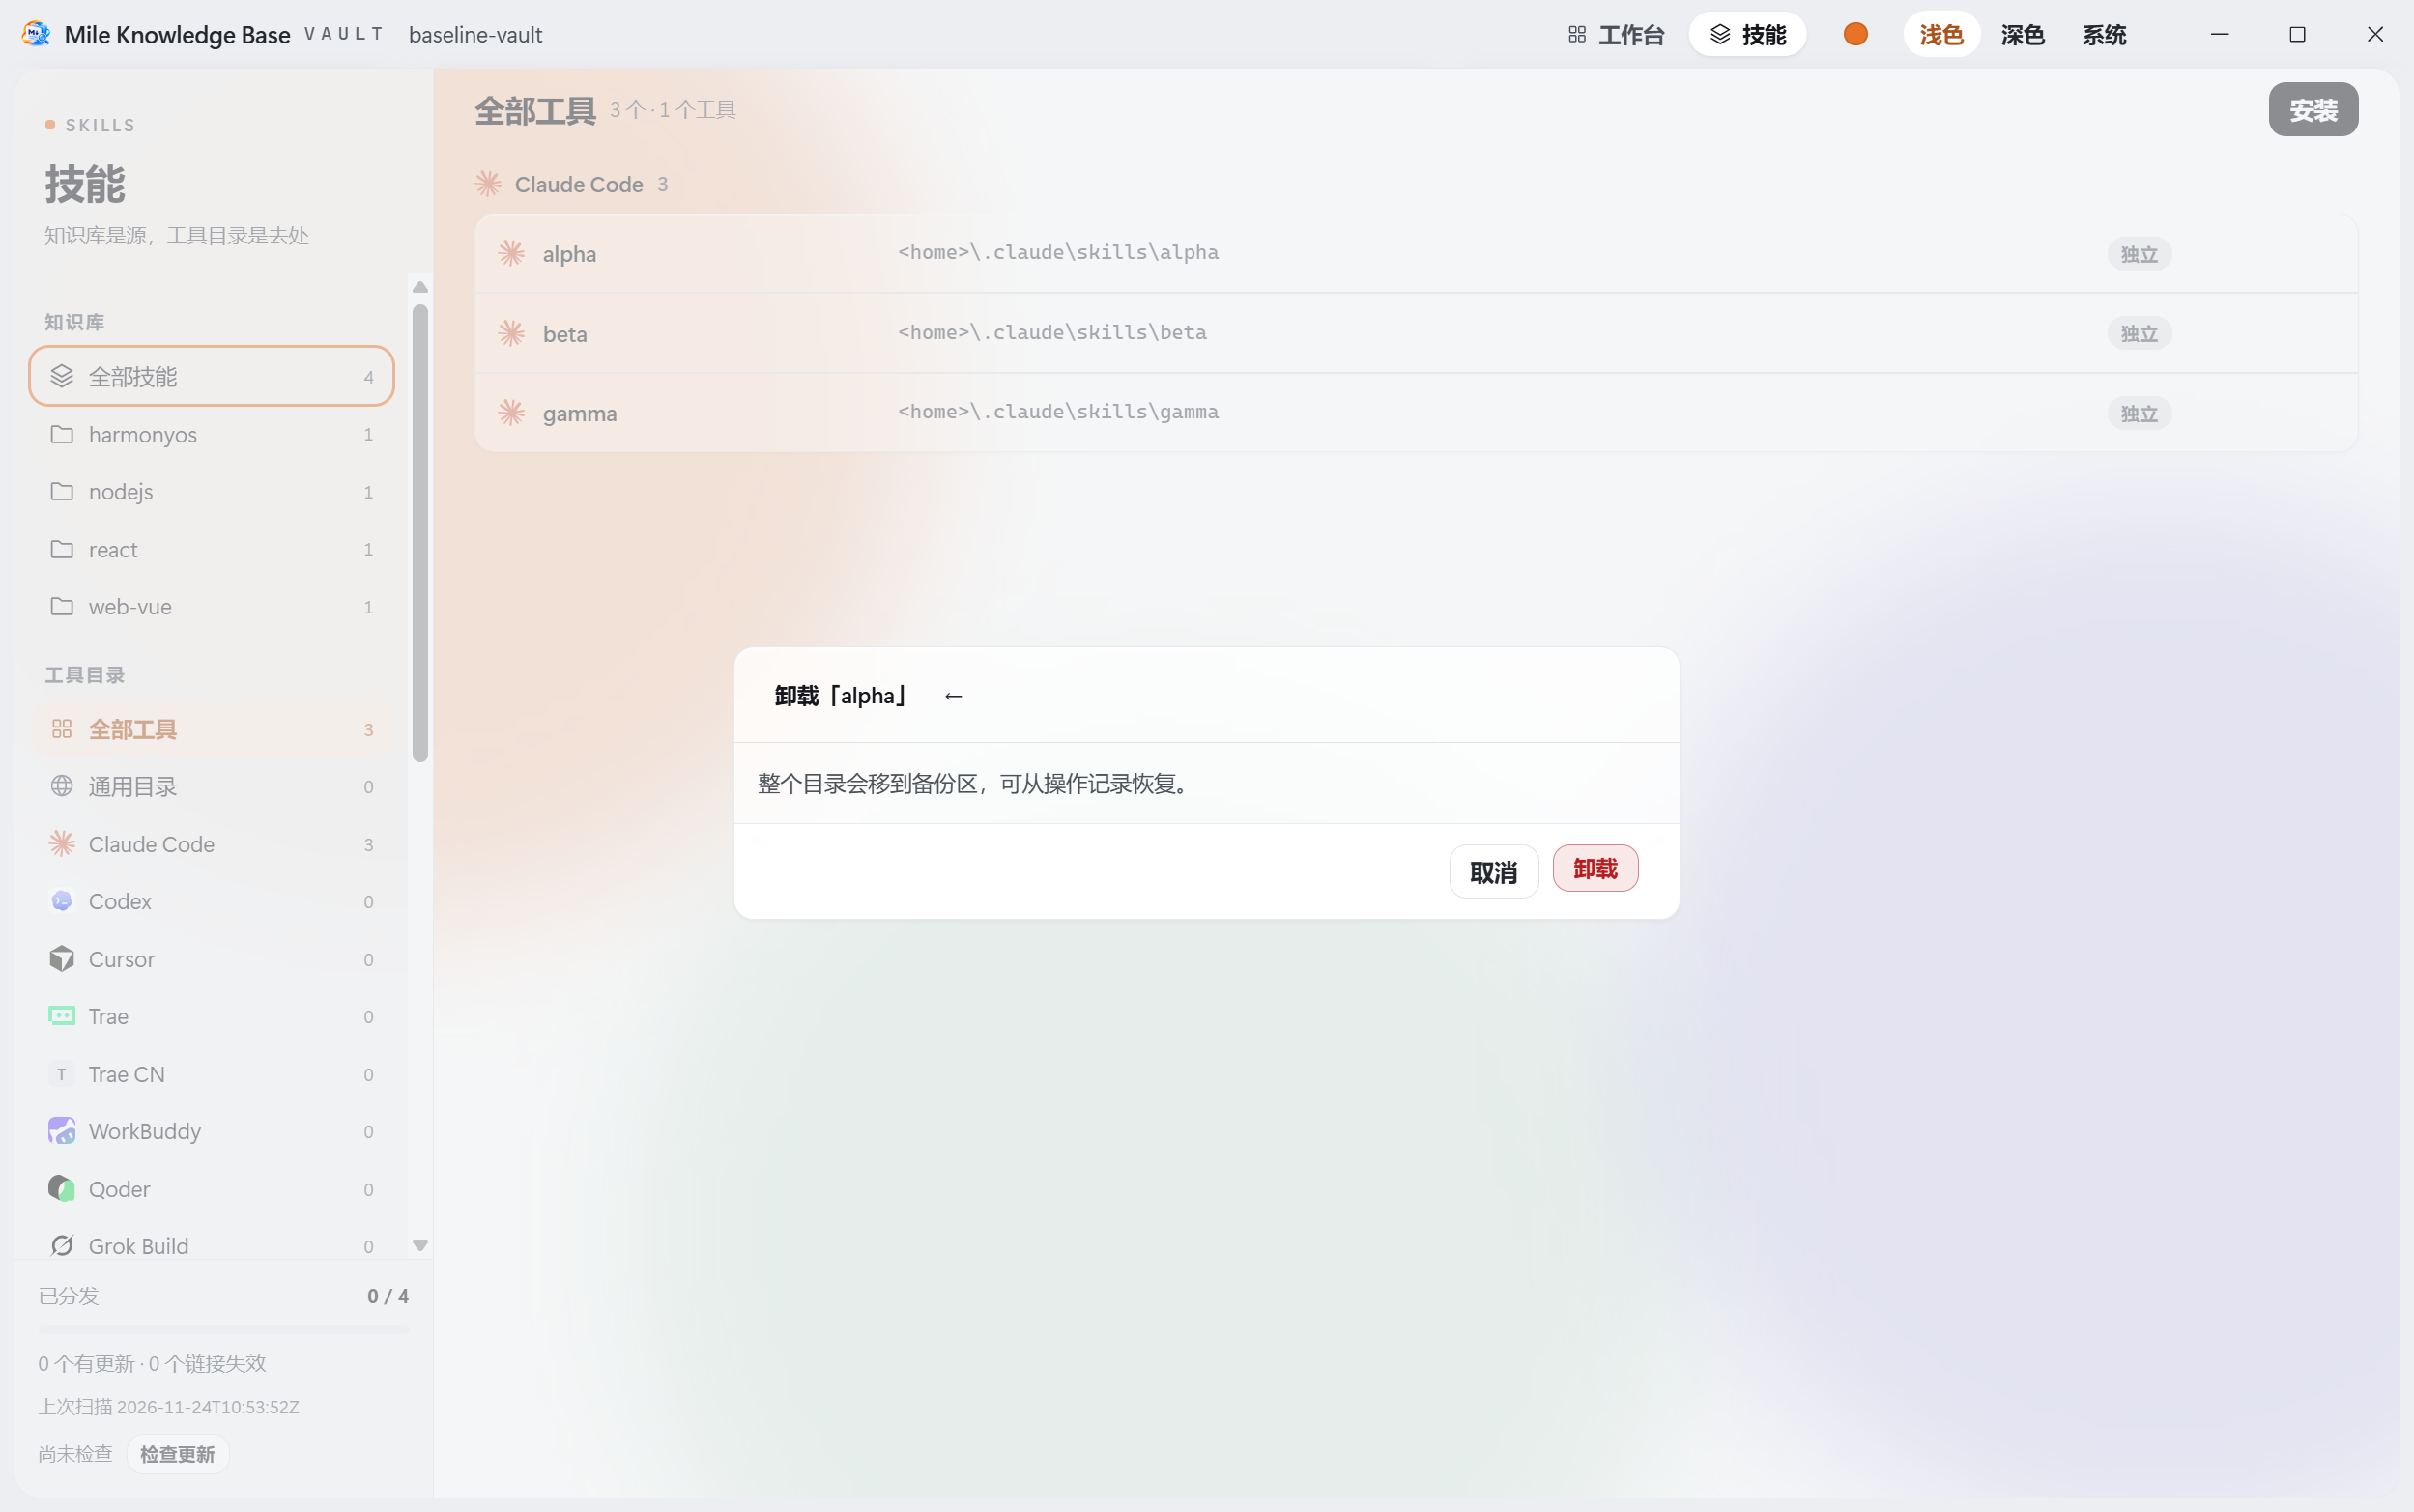 Mile Knowledge Base VAULT baseline-vault
工作台 技能 浅色 深色 系统
SKILLS
技能
知识库是源，工具目录是去处
知识库
全部技能 4
harmonyos 1
nodejs 1
react 1
web-vue 1
工具目录
全部工具 3
通用目录 0
Claude Code 3
Codex 0
Cursor 0
Trae 0
T Trae CN 0
WorkBuddy 0
Qoder 0
Grok Build 0
已分发 0 / 4
0 个有更新 · 0 个链接失效
上次扫描 2026-11-24T10:53:52Z
尚未检查 检查更新
全部工具 3 个 · 1 个工具 安装
Claude Code 3
alpha <home>\.claude\skills\alpha 独立
beta <home>\.claude\skills\beta 独立
gamma <home>\.claude\skills\gamma 独立
卸载「alpha」 ←
整个目录会移到备份区，可从操作记录恢复。
取消 卸载